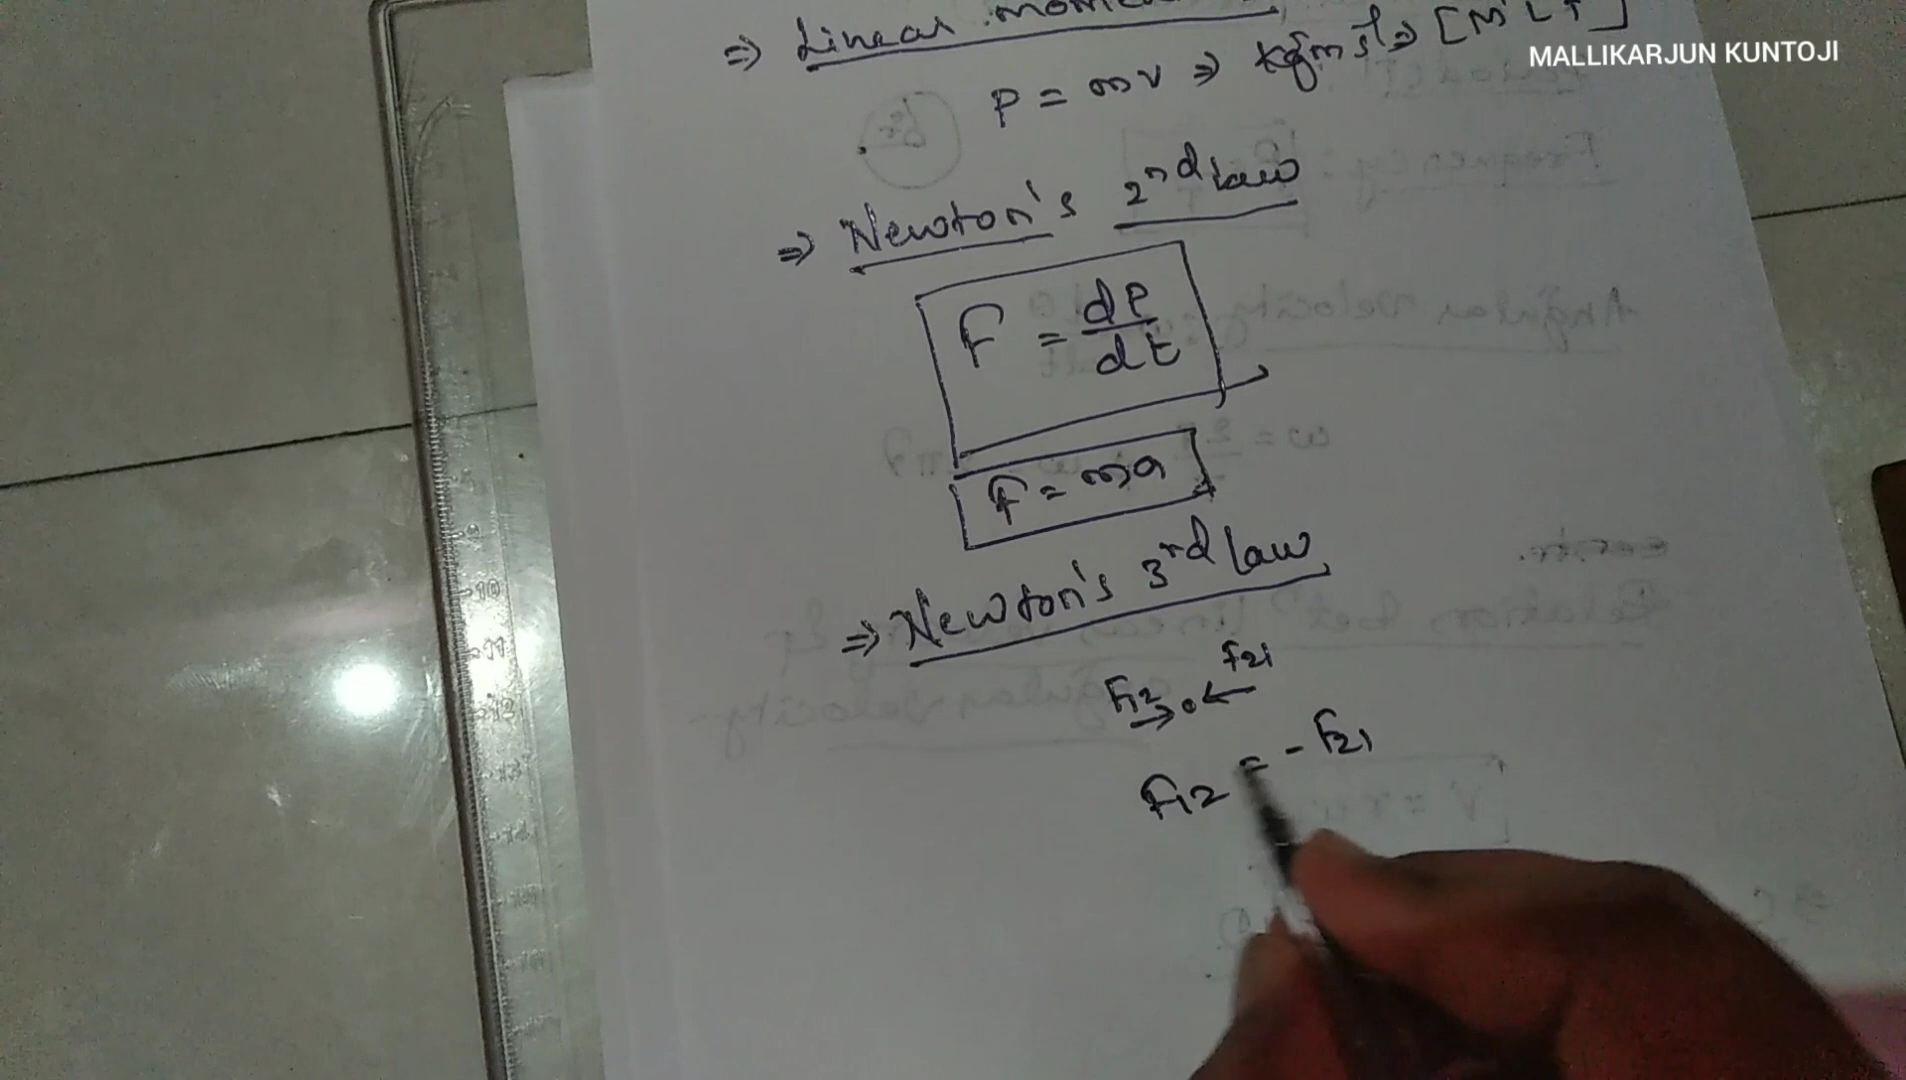 MALLIKARJUN KUNTOJI
⇒ Linear
P = mv ⇒ kgms⁻¹ ⇒ [M L T ]
⇒ Newton's 2nd law
F = dP/dt
F = ma
⇒ Newton's 3rd law
F12 F21
F12 = - F21